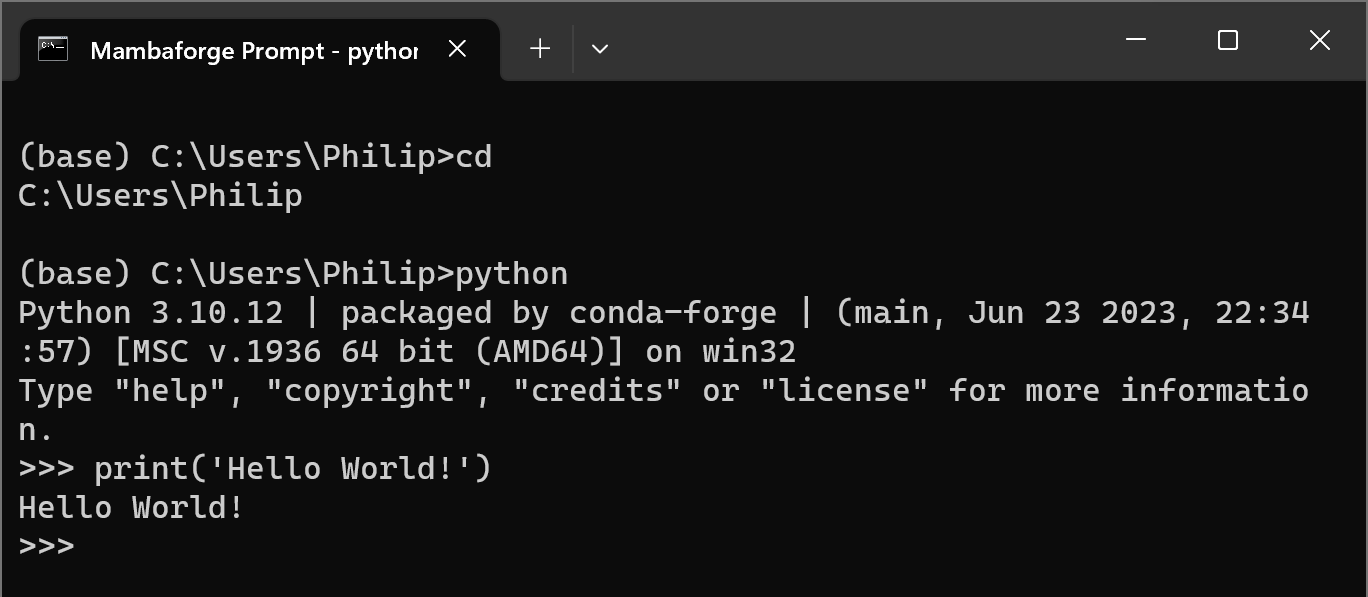 Mambaforge Prompt - python
(base) C:\Users\Philip>cd
C:\Users\Philip
(base) C:\Users\Philip>python
Python 3.10.12 | packaged by conda-forge | (main, Jun 23 2023, 22:34
:57) [MSC v.1936 64 bit (AMD64)] on win32
Type "help", "copyright", "credits" or "license" for more informatio
n.
>>> print('Hello World!')
Hello World!
>>>